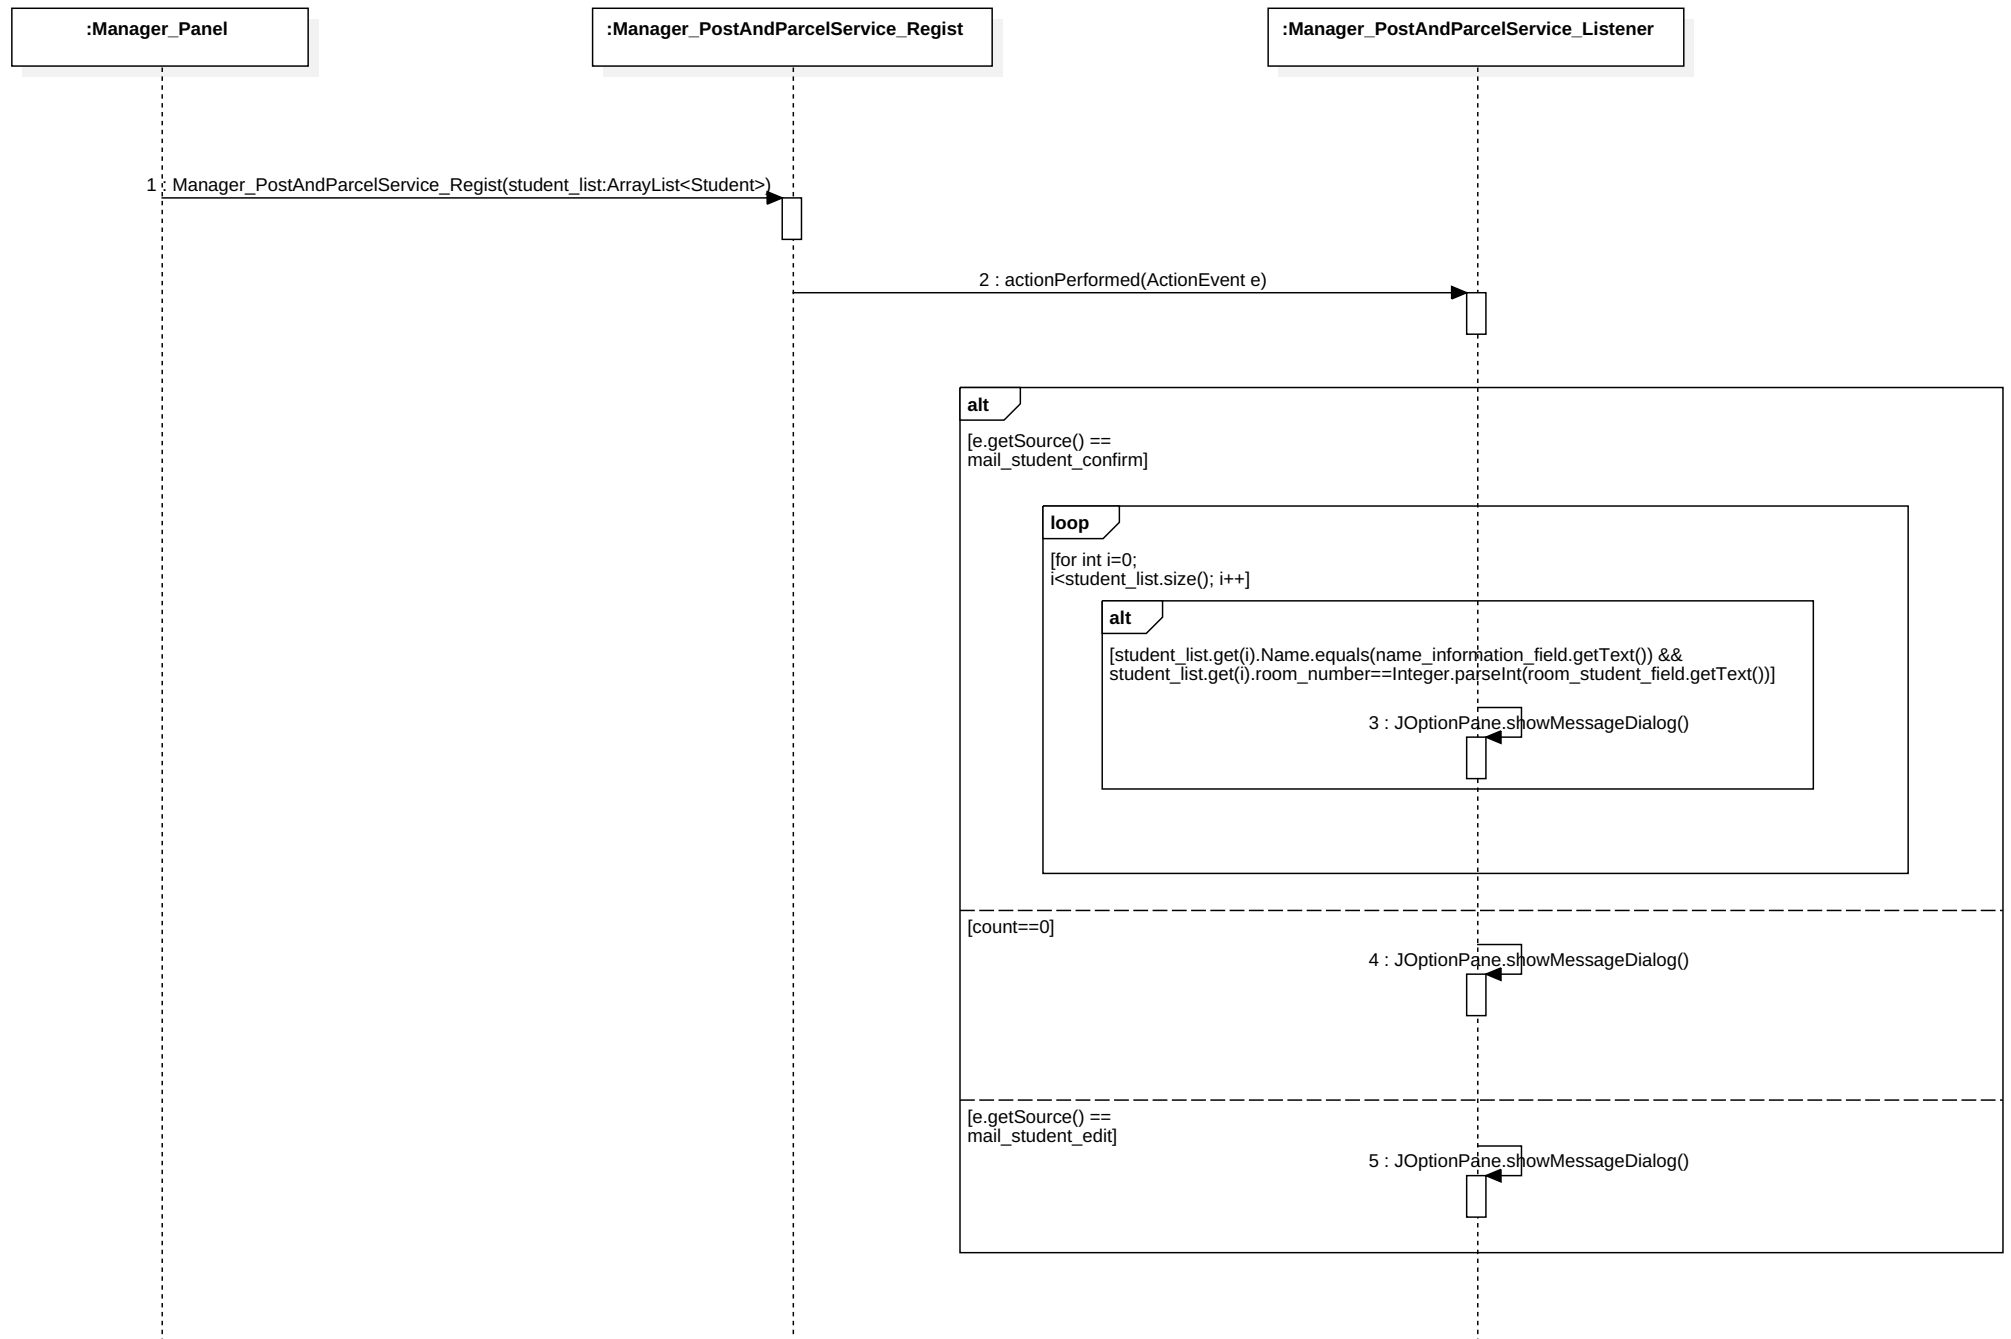 :Manager_Panel
:Manager_PostAndParcelService_Regist
:Manager_PostAndParcelService_Listener
1 : Manager_PostAndParcelService_Regist(student_list:ArrayList<Student>)
2 : actionPerformed(ActionEvent e)
alt
[e.getSource() ==
mail_student_confirm]
loop
[for int i=0;
i<student_list.size(); i++]
alt
[student_list.get(i).Name.equals(name_information_field.getText()) &&
student_list.get(i).room_number==Integer.parseInt(room_student_field.getText())]
3 : JOptionPane.showMessageDialog()
[count==0]
4 : JOptionPane.showMessageDialog()
[e.getSource() ==
mail_student_edit]
5 : JOptionPane.showMessageDialog()